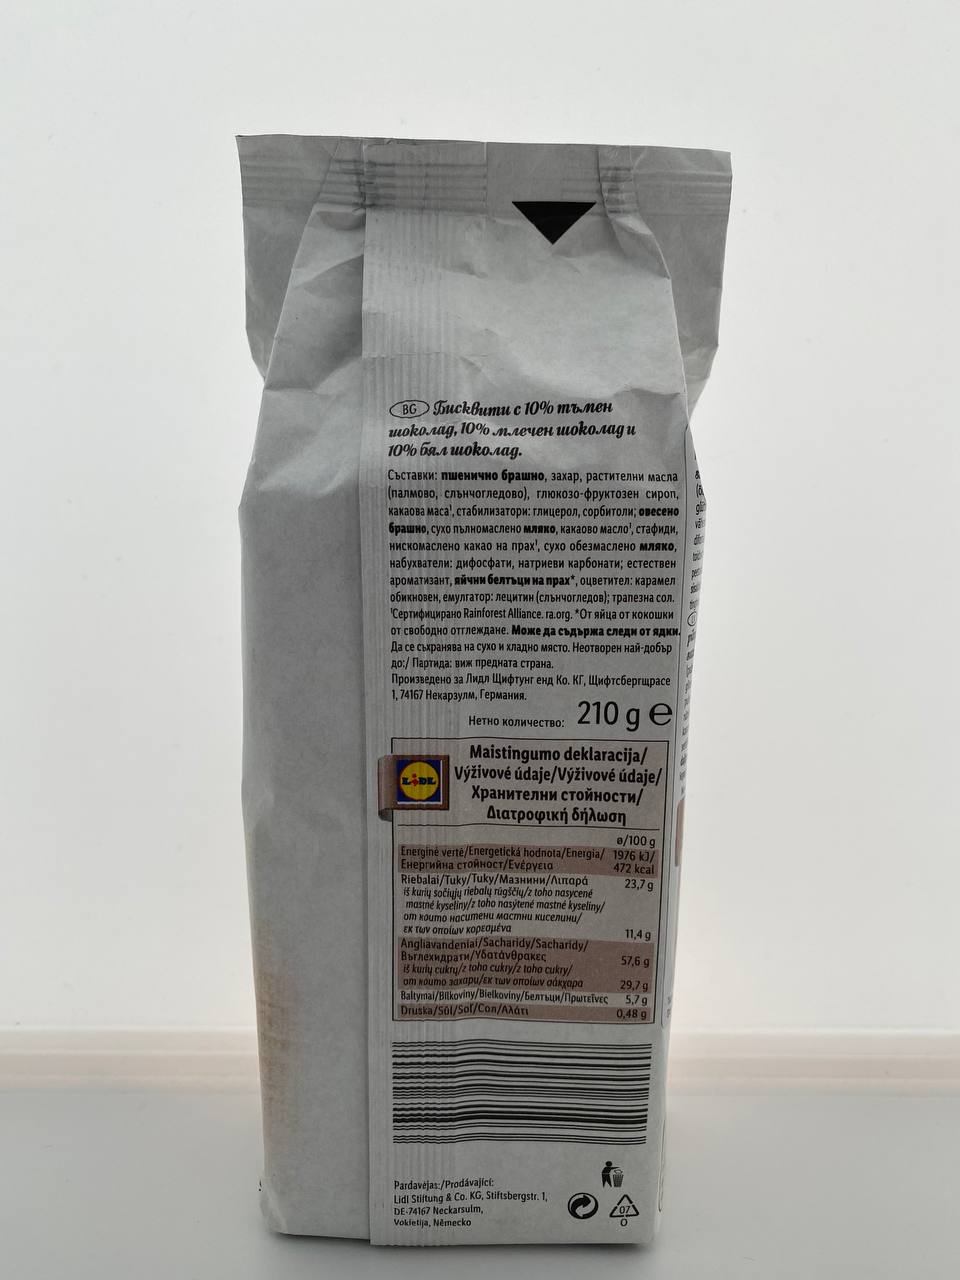 BG Бисквити с 10% тъмен
шоколад, 10% млечен шоколад и
10% бял шоколад.
Съставки: пшенично брашно, захар, растителни масла
(палмово, слънчогледово), глюкозо-фруктозен сироп,
какаова маса¹, стабилизатори: глицерол, сорбитоли; овесено
брашно, сухо пълномаслено мляко, какаово масло¹, стафиди,
нискомаслено какао на прах¹, сухо обезмаслено мляко,
набухватели: дифосфати, натриеви карбонати; естествен
ароматизант, яйчни белтъци на прах*, оцветител: карамел
обикновен, емулгатор: лецитин (слънчогледов); трапезна сол.
¹Сертифицирано Rainforest Alliance. ra.org. *От яйца от кокошки
от свободно отглеждане. Може да съдържа следи от ядки.
Да се съхранява на сухо и хладно място. Неотворен най-добър
до:/ Партида: виж предната страна.
Произведено за Лидл Щифтунг енд Ко. КГ, Щифтсбергщрасе
1, 74167 Некарзулм, Германия.
Нетно количество: 210 g e
LIDL
Maistingumo deklaracija/
Výživové údaje/Výživové údaje/
Хранителни стойности/
Διατροφική δήλωση
ø/100 g
Energinė vertė/Energetická hodnota/Energia/ 1976 kJ/
Енергийна стойност/Ενέργεια 472 kcal
Riebalai/Tuky/Tuky/Мазнини/Λιπαρά 23,7 g
iš kurių sočiųjų riebalų rūgščių/z toho nasycené
mastné kyseliny/z toho nasýtené mastné kyseliny/
от които наситени мастни киселини/
εκ των οποίων κορεσμένα 11,4 g
Angliavandeniai/Sacharidy/Sacharidy/
Въглехидрати/Υδατάνθρακες 57,6 g
iš kurių cukrų/z toho cukry/z toho cukry/
от които захари/εκ των οποίων σάκχαρα 29,7 g
Baltymai/Bílkoviny/Bielkoviny/Белтъци/Πρωτεΐνες 5,7 g
Druska/Sůl/Soľ/Сол/Αλάτι 0,48 g
Pardavėjas:/Prodávající:
Lidl Stiftung & Co. KG, Stiftsbergstr. 1,
DE-74167 Neckarsulm,
Vokietija, Německo
07
O